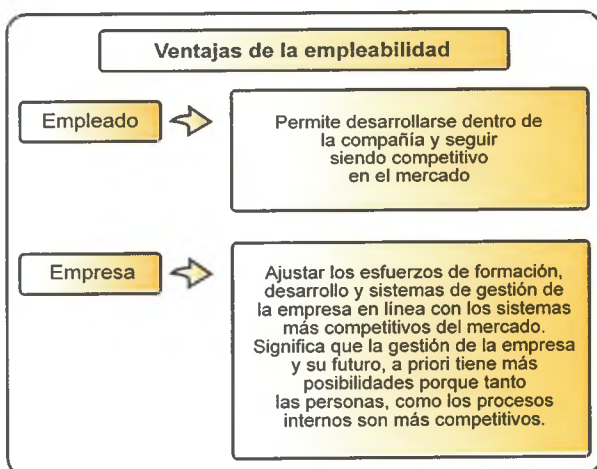 Ventajas de la empleabilidad
Empleado
Permite desarrollarse dentro de
la compañía y seguir
siendo competitivo
en el mercado
Empresa
Ajustar los esfuerzos de formación,
desarrollo y sistemas de gestión de
la empresa en línea con los sistemas
más competitivos del mercado.
Significa que la gestión de la empresa
y su futuro, a priori tiene más
posibilidades porque tanto
las personas, como los procesos
internos son más competitivos.